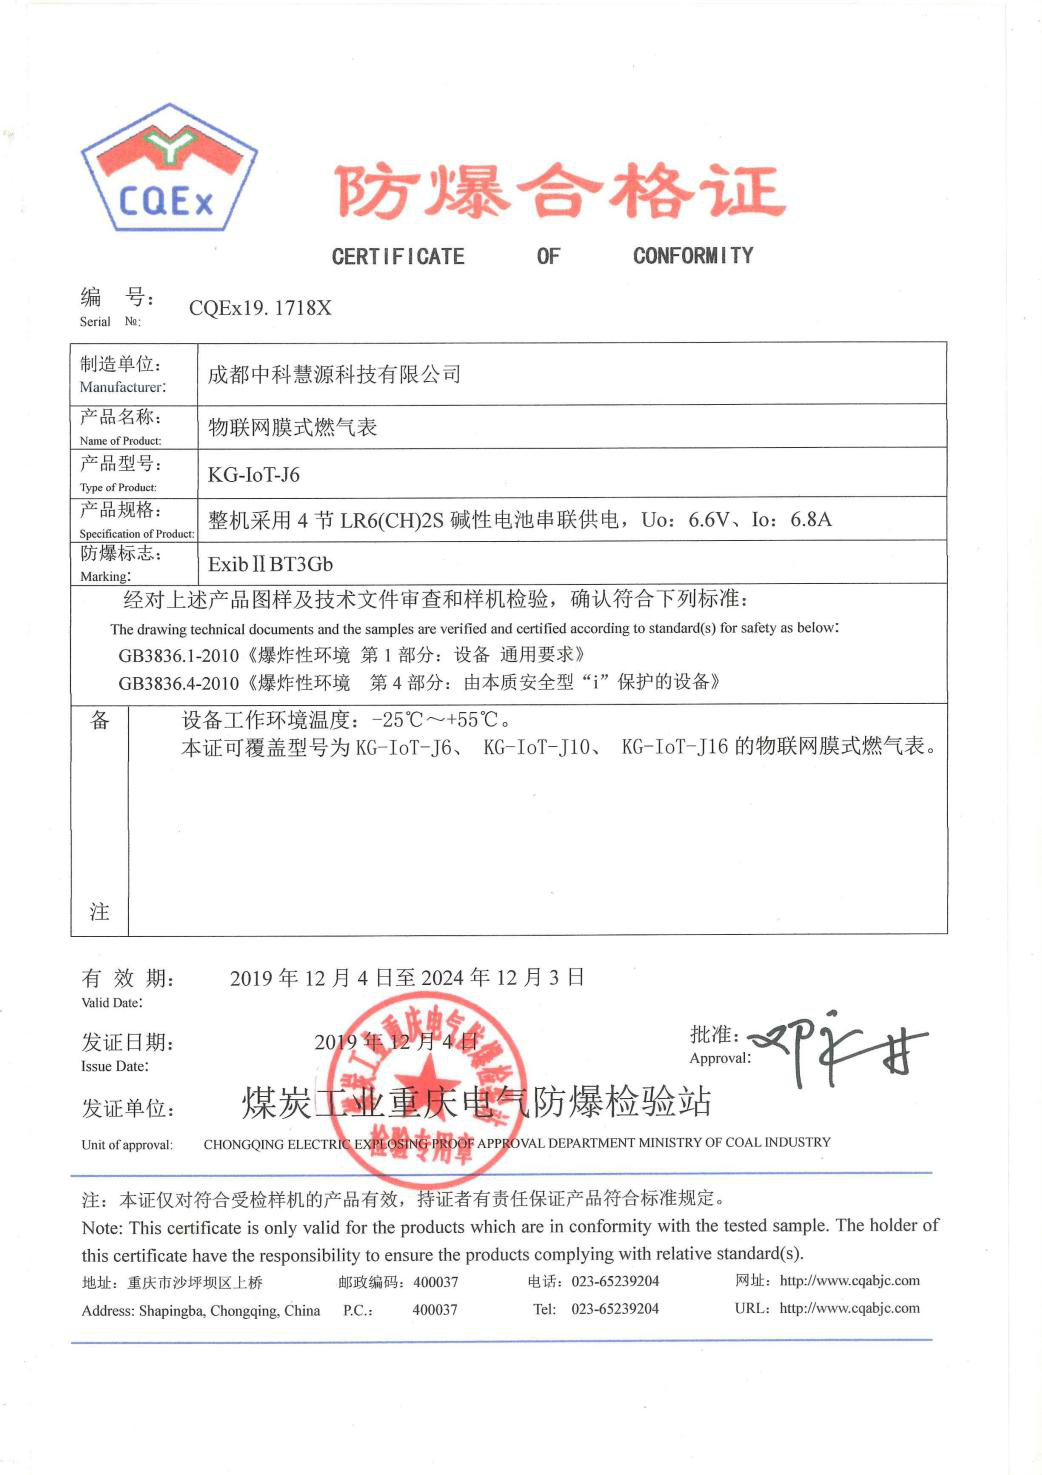 CQEx
防爆合格证
CERTIFICATE OF CONFORMITY
编 号：
CQEx19. 1718X
Serial №:
制造单位：
Manufacturer:
成都中科慧源科技有限公司
产品名称：
Name of Product:
物联网膜式燃气表
产品型号：
Type of Product:
KG-IoT-J6
产品规格：
Specification of Product:
整机采用 4 节 LR6(CH)2S 碱性电池串联供电，Uo：6.6V、Io：6.8A
防爆标志：
Marking:
ExibⅡBT3Gb
经对上述产品图样及技术文件审查和样机检验，确认符合下列标准：
The drawing technical documents and the samples are verified and certified according to standard(s) for safety as below:
GB3836.1-2010《爆炸性环境 第 1 部分：设备 通用要求》
GB3836.4-2010《爆炸性环境 第 4 部分：由本质安全型“i”保护的设备》
备注
设备工作环境温度：-25℃～+55℃。
本证可覆盖型号为 KG-IoT-J6、 KG-IoT-J10、 KG-IoT-J16 的物联网膜式燃气表。
有 效 期：
2019 年 12 月 4 日至 2024 年 12 月 3 日
Valid Date:
发证日期：
2019 年 12 月 4 日
Issue Date:
批准：
Approval:
发证单位：
煤炭工业重庆电气防爆检验站
Unit of approval:
CHONGQING ELECTRIC EXPLOSING PROOF APPROVAL DEPARTMENT MINISTRY OF COAL INDUSTRY
煤炭工业重庆电气防爆检验站
检验专用章
注：本证仅对符合受检样机的产品有效，持证者有责任保证产品符合标准规定。
Note: This certificate is only valid for the products which are in conformity with the tested sample. The holder of
this certificate have the responsibility to ensure the products complying with relative standard(s).
地址：重庆市沙坪坝区上桥 邮政编码：400037 电话：023-65239204 网址：http://www.cqabjc.com
Address: Shapingba, Chongqing, China P.C.: 400037 Tel: 023-65239204 URL: http://www.cqabjc.com